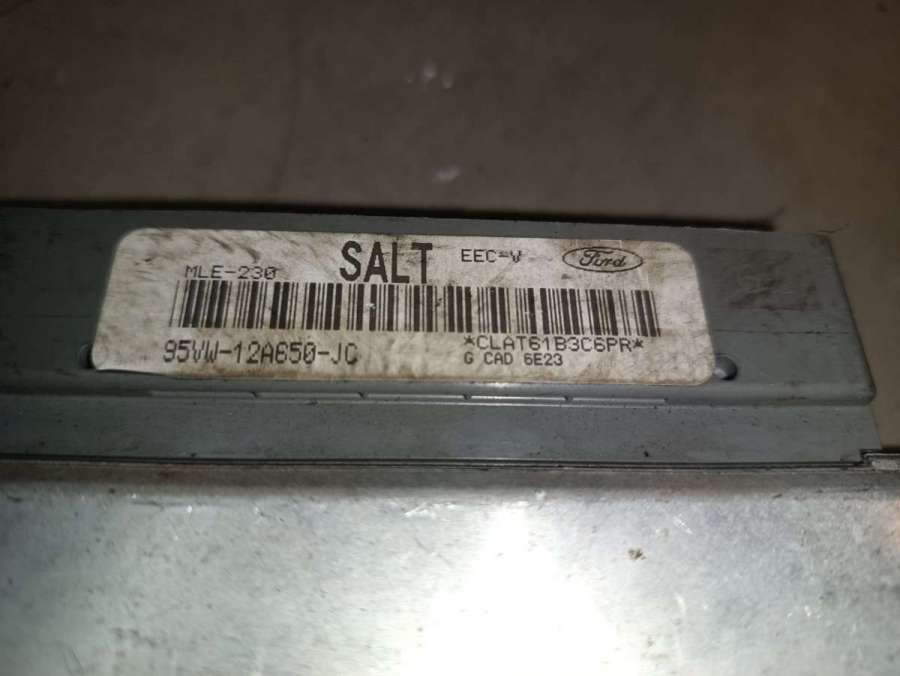 SALT EEC-V Ford
MLE-230
95VW-12A650-JC *CLAT61B3C6PR*
G CAD 6E23